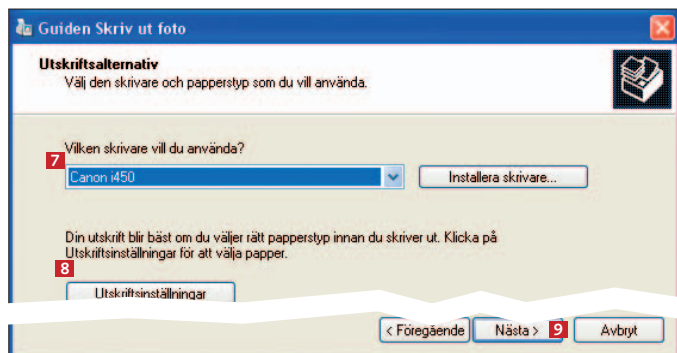 Guiden Skriv ut foto
Utskriftsalternativ
Välj den skrivare och papperstyp som du vill använda.
Vilken skrivare vill du använda?
7
Canon i450
Installera skrivare...
Din utskrift blir bäst om du väljer rätt papperstyp innan du skriver ut. Klicka på
Utskriftsinställningar för att välja papper.
8
Utskriftsinställningar
< Föregående
Nästa >
9
Avbryt